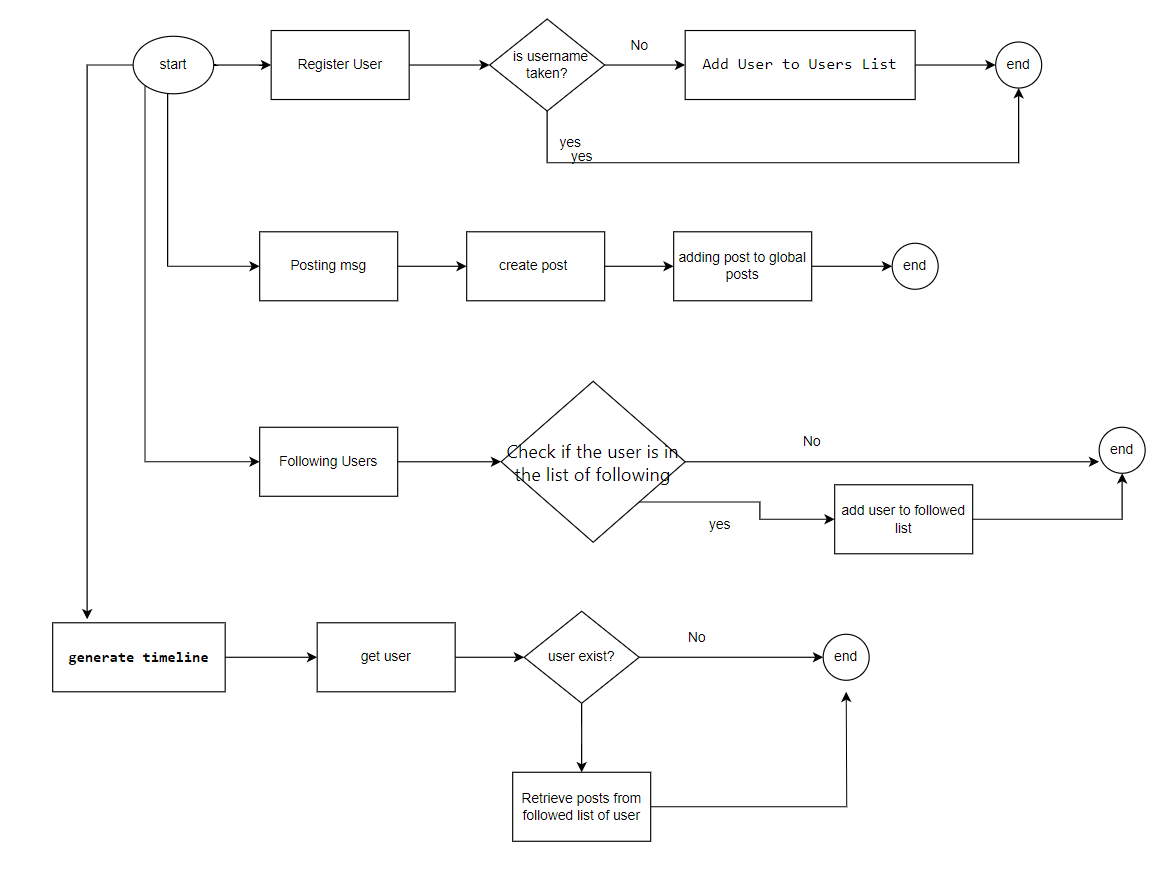 start
Register User
is username
taken?
No
Add User to Users List
end
yes
yes
Posting msg
create post
adding post to global
posts
end
Following Users
Check if the user is in
the list of following
No
end
yes
add user to followed
list
generate timeline
get user
user exist?
No
end
Retrieve posts from
followed list of user